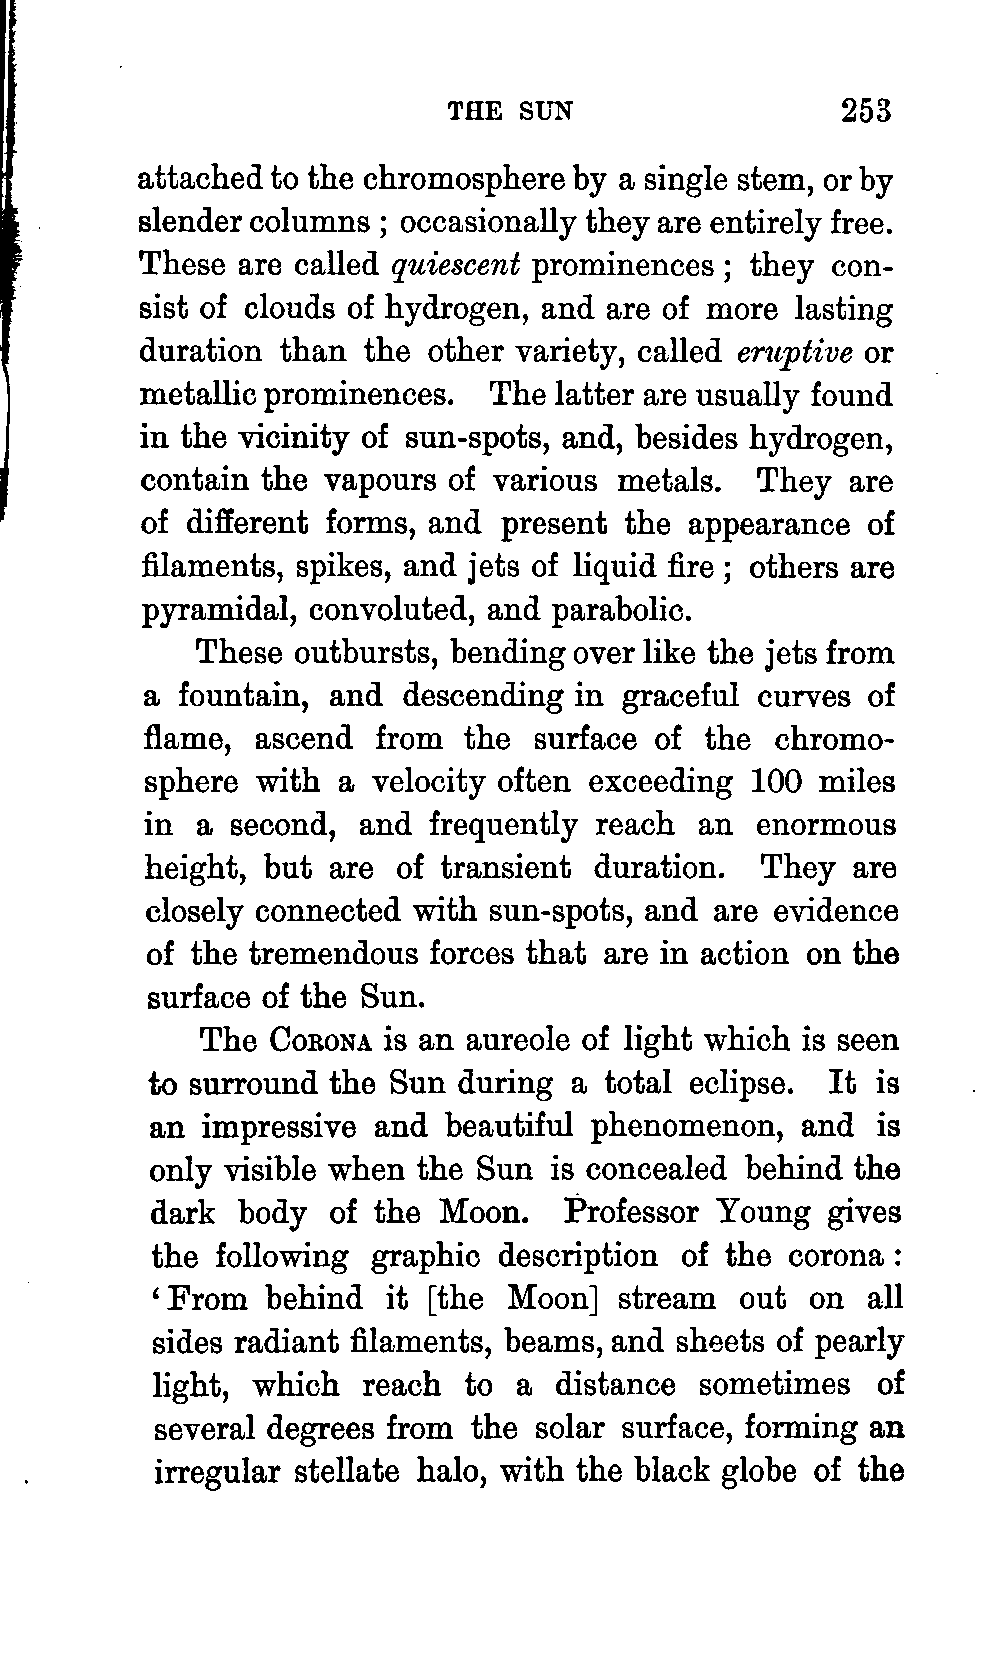 THE SUN 253
attached to the chromosphere by a single stem, or by
slender columns ; occasionally they are entirely free.
These are called quiescent prominences ; they con-
sist of clouds of hydrogen, and are of more lasting
duration than the other variety, called eruptive or
metallic prominences. The latter are usually found
in the vicinity of sun-spots, and, besides hydrogen,
contain the vapours of various metals. They are
of different forms, and present the appearance of
filaments, spikes, and jets of liquid fire ; others are
pyramidal, convoluted, and parabolic.
These outbursts, bending over like the jets from
a fountain, and descending in graceful curves of
flame, ascend from the surface of the chromo-
sphere with a velocity often exceeding 100 miles
in a second, and frequently reach an enormous
height, but are of transient duration. They are
closely connected with sun-spots, and are evidence
of the tremendous forces that are in action on the
surface of the Sun.
The CORONA is an aureole of light which is seen
to surround the Sun during a total eclipse. It is
an impressive and beautiful phenomenon, and is
only visible when the Sun is concealed behind the
dark body of the Moon. Professor Young gives
the following graphic description of the corona :
‘ From behind it [the Moon] stream out on all
sides radiant filaments, beams, and sheets of pearly
light, which reach to a distance sometimes of
several degrees from the solar surface, forming an
irregular stellate halo, with the black globe of the